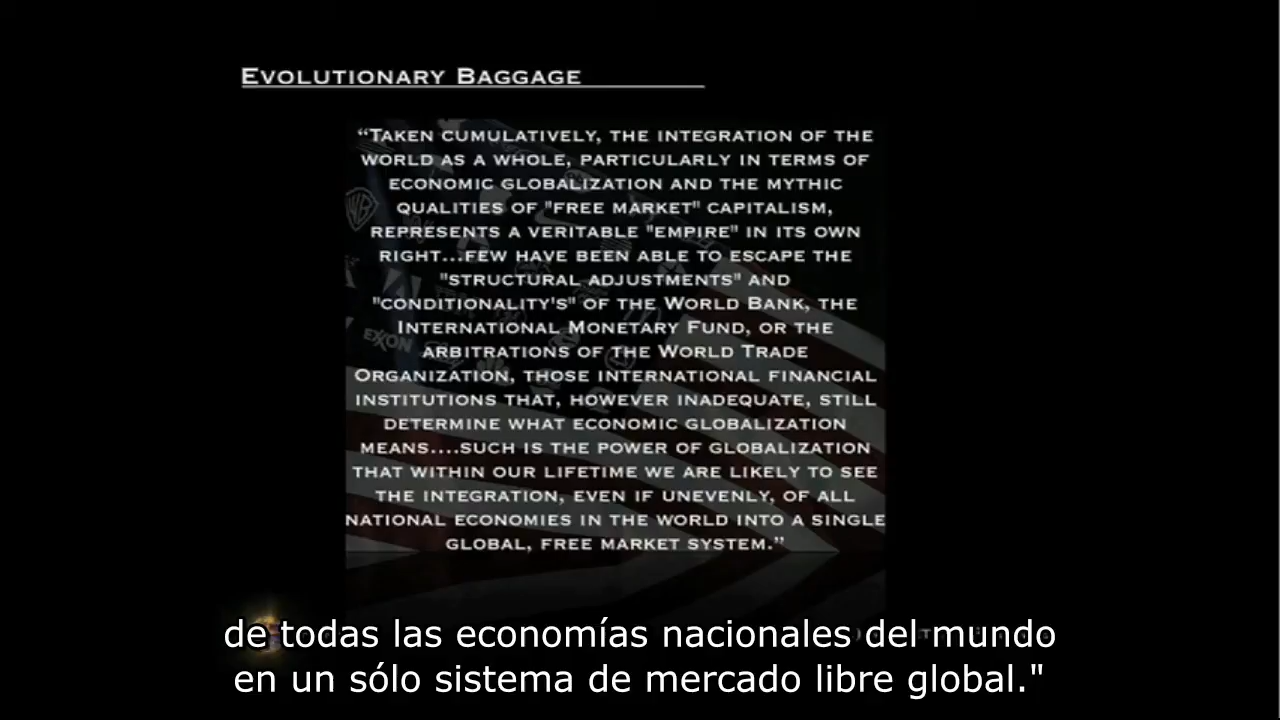 EVOLUTIONARY BAGGAGE
“TAKEN CUMULATIVELY, THE INTEGRATION OF THE
WORLD AS A WHOLE, PARTICULARLY IN TERMS OF
ECONOMIC GLOBALIZATION AND THE MYTHIC
QUALITIES OF "FREE MARKET" CAPITALISM,
REPRESENTS A VERITABLE "EMPIRE" IN ITS OWN
RIGHT...FEW HAVE BEEN ABLE TO ESCAPE THE
"STRUCTURAL ADJUSTMENTS" AND
"CONDITIONALITY'S" OF THE WORLD BANK, THE
INTERNATIONAL MONETARY FUND, OR THE
ARBITRATIONS OF THE WORLD TRADE
ORGANIZATION, THOSE INTERNATIONAL FINANCIAL
INSTITUTIONS THAT, HOWEVER INADEQUATE, STILL
DETERMINE WHAT ECONOMIC GLOBALIZATION
MEANS....SUCH IS THE POWER OF GLOBALIZATION
THAT WITHIN OUR LIFETIME WE ARE LIKELY TO SEE
THE INTEGRATION, EVEN IF UNEVENLY, OF ALL
NATIONAL ECONOMIES IN THE WORLD INTO A SINGLE
GLOBAL, FREE MARKET SYSTEM.”
WB
EXXON
de todas las economías nacionales del mundo
en un sólo sistema de mercado libre global."